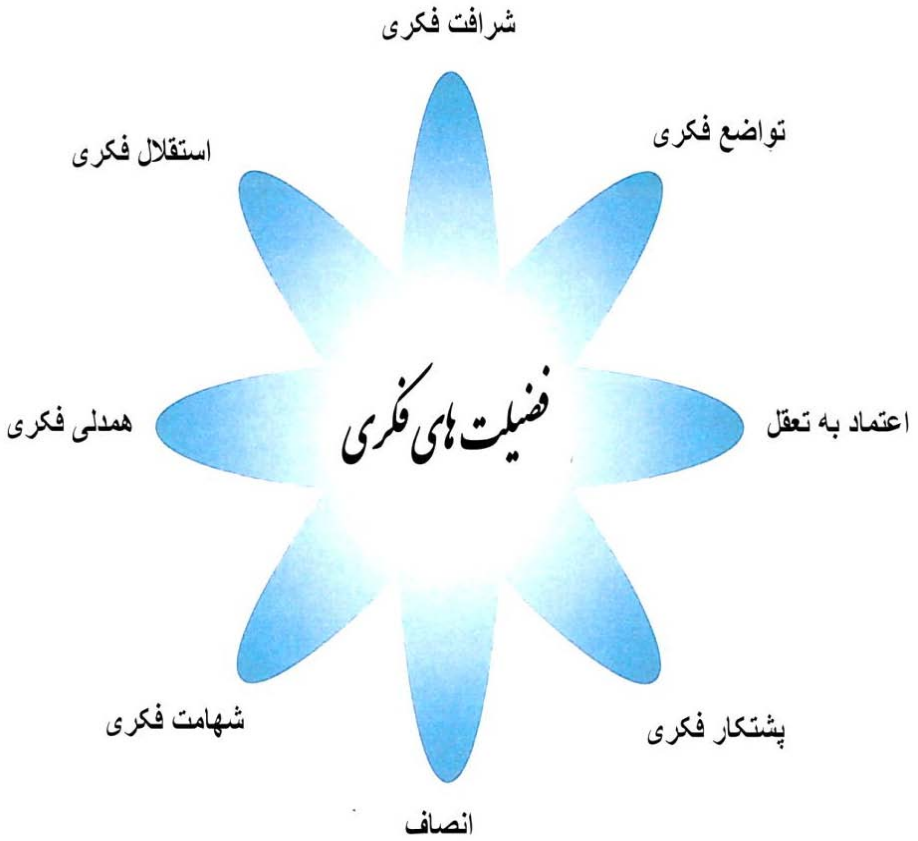 شرافت فکری
تواضع فکری
استقلال فکری
اعتماد به تعقل
فضیلت های فکری
همدلی فکری
پشتکار فکری
شهامت فکری
انصاف